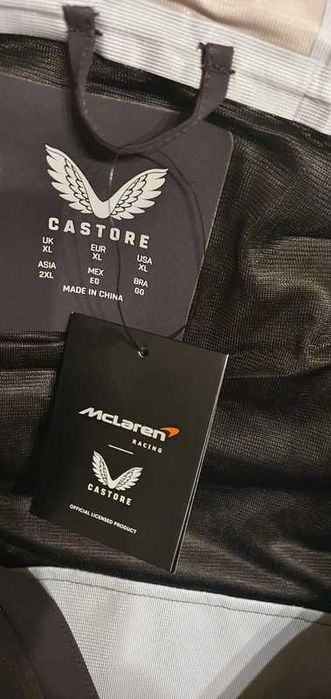 CASTORE
UK EUR USA
XL XL XL
ASIA MEX BRA
2XL EG GG
MADE IN CHINA
McLaren
RACING
CASTORE
OFFICIAL LICENSED PRODUCT